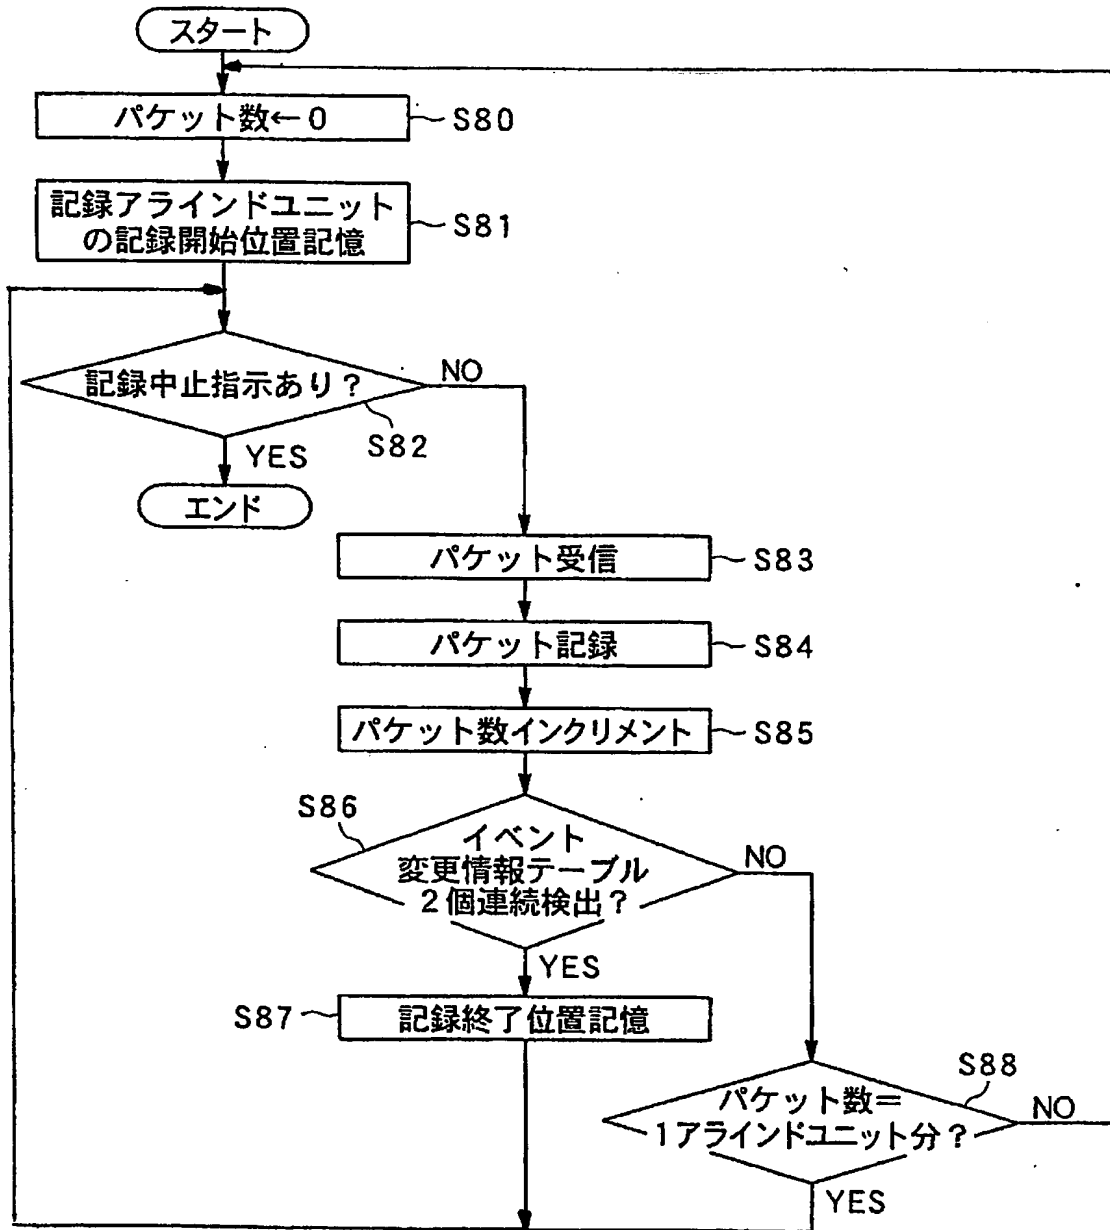 スタート
パケット数←0
S80
記録アラインドユニット
の記録開始位置記憶
S81
記録中止指示あり？
NO
S82
YES
エンド
パケット受信
S83
パケット記録
S84
パケット数インクリメント
S85
S86
イベント
変更情報テーブル
2個連続検出？
NO
YES
S87
記録終了位置記憶
S88
パケット数＝
1アラインドユニット分？
NO
YES